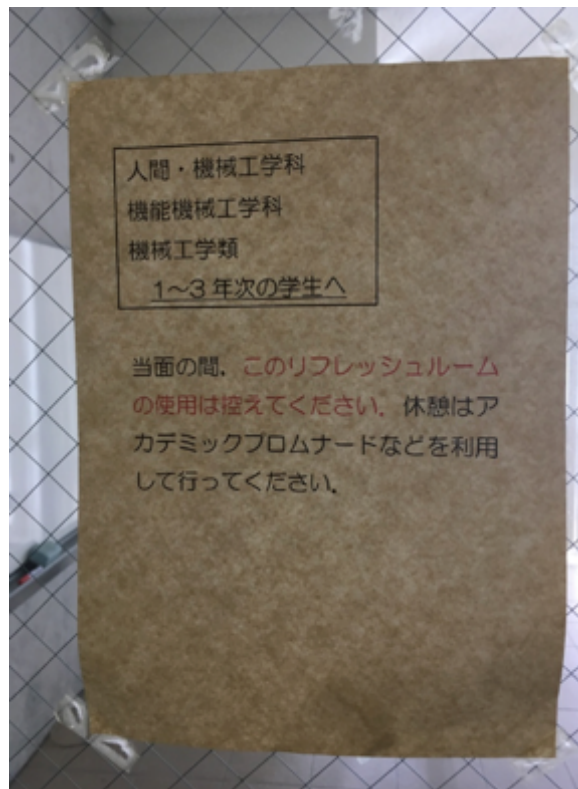 人間・機械工学科
機能機械工学科
機械工学類
1~3年次の学生へ
当面の間，このリフレッシュルーム
の使用は控えてください．休憩はア
カデミックプロムナードなどを利用
して行ってください．